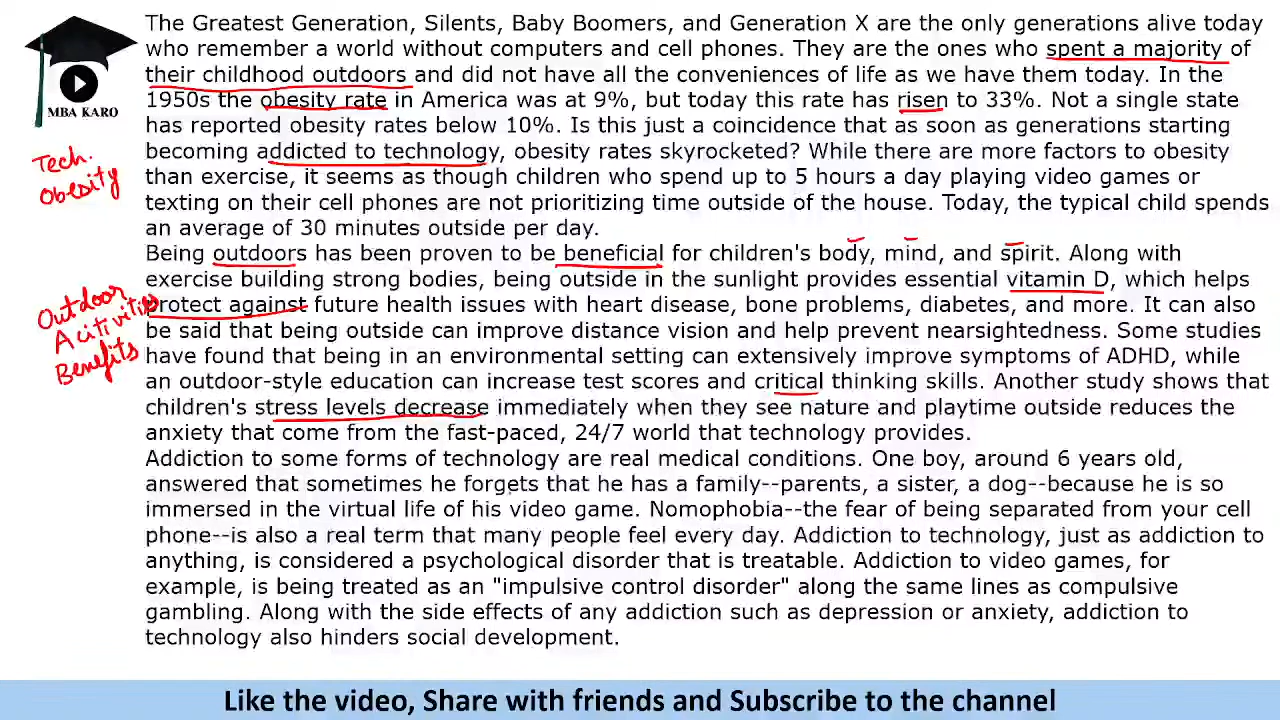 The Greatest Generation, Silents, Baby Boomers, and Generation X are the only generations alive today
who remember a world without computers and cell phones. They are the ones who spent a majority of
their childhood outdoors and did not have all the conveniences of life as we have them today. In the
1950s the obesity rate in America was at 9%, but today this rate has risen to 33%. Not a single state
MBA KARO
has reported obesity rates below 10%. Is this just a coincidence that as soon as generations starting
becoming addicted to technology, obesity rates skyrocketed? While there are more factors to obesity
Tech.
Obesity
than exercise, it seems as though children who spend up to 5 hours a day playing video games or
texting on their cell phones are not prioritizing time outside of the house. Today, the typical child spends
an average of 30 minutes outside per day.
Being outdoors has been proven to be beneficial for children's body, mind, and spirit. Along with
exercise building strong bodies, being outside in the sunlight provides essential vitamin D, which helps
Outdoor
Acitivities
Benefits
protect against future health issues with heart disease, bone problems, diabetes, and more. It can also
be said that being outside can improve distance vision and help prevent nearsightedness. Some studies
have found that being in an environmental setting can extensively improve symptoms of ADHD, while
an outdoor-style education can increase test scores and critical thinking skills. Another study shows that
children's stress levels decrease immediately when they see nature and playtime outside reduces the
anxiety that come from the fast-paced, 24/7 world that technology provides.
Addiction to some forms of technology are real medical conditions. One boy, around 6 years old,
answered that sometimes he forgets that he has a family--parents, a sister, a dog--because he is so
immersed in the virtual life of his video game. Nomophobia--the fear of being separated from your cell
phone--is also a real term that many people feel every day. Addiction to technology, just as addiction to
anything, is considered a psychological disorder that is treatable. Addiction to video games, for
example, is being treated as an "impulsive control disorder" along the same lines as compulsive
gambling. Along with the side effects of any addiction such as depression or anxiety, addiction to
technology also hinders social development.
Like the video, Share with friends and Subscribe to the channel